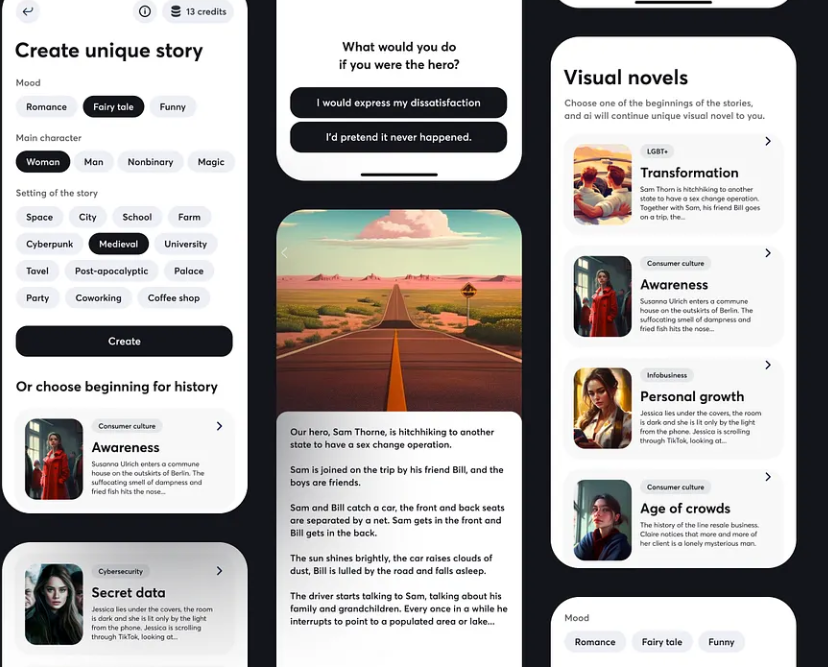 13 credits
Create unique story
Mood
Romance
Fairy tale
Funny
Main character
Woman
Man
Nonbinary
Magic
Setting of the story
Space
City
School
Farm
Cyberpunk
Medieval
University
Tavel
Post-apocalyptic
Palace
Party
Coworking
Coffee shop
Create
Or choose beginning for history
Consumer culture
Awareness
Susanna Ulrich enters a commune
house on the outskirts of Berlin. The
suffocating smell of dampness and
fried fish hits the nose...
Cybersecurity
Secret data
Jessica lies under the covers, the room
is dark and she is lit only by the light
from the phone. Jessica is scrolling
through TikTok, looking at...
What would you do
if you were the hero?
I would express my dissatisfaction
I'd pretend it never happened.
Our hero, Sam Thorne, is hitchhiking to another
state to have a sex change operation.
Sam is joined on the trip by his friend Bill, and the
boys are friends.
Sam and Bill catch a car, the front and back seats
are separated by a net. Sam gets in the front and
Bill gets in the back.
The sun shines brightly, the car raises clouds of
dust, Bill is lulled by the road and falls asleep.
The driver starts talking to Sam, talking about his
family and grandchildren. Every once in a while he
interrupts to point to a populated area or lake...
Visual novels
Choose one of the beginnings of the stories,
and ai will continue unique visual novel to you.
LGBT+
Transformation
Sam Thorn is hitchhiking to another
state to have a sex change operation.
Together with Sam, his friend Bill goes
on a trip, the...
Consumer culture
Awareness
Susanna Ulrich enters a commune
house on the outskirts of Berlin. The
suffocating smell of dampness and
fried fish hits the nose...
Infobusiness
Personal growth
Jessica lies under the covers, the room
is dark and she is lit only by the light
from the phone. Jessica is scrolling
through TikTok, looking at...
Consumer culture
Age of crowds
The history of the line resale business.
Claire notices that more and more of
her client is a lonely mysterious man.
Mood
Romance
Fairy tale
Funny